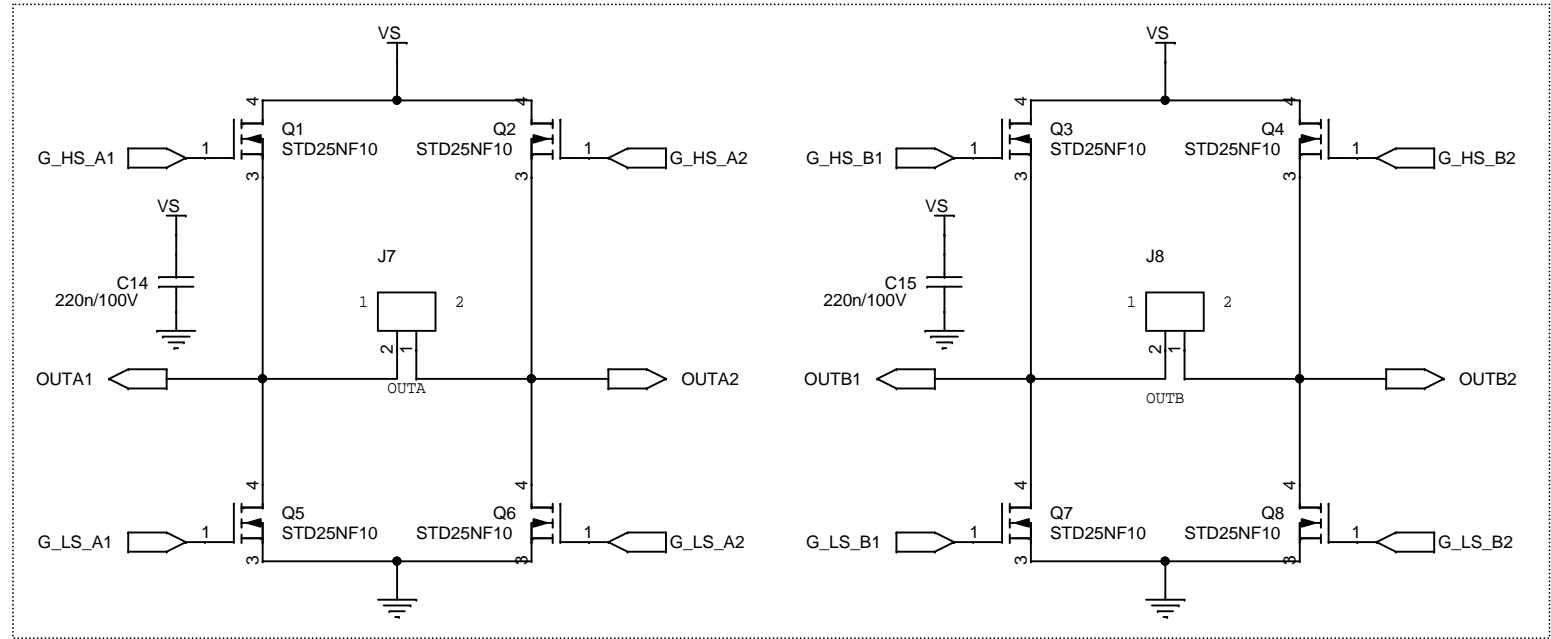 VS
4
4
Q1
STD25NF10
Q2
STD25NF10
G_HS_A1
1
1
G_HS_A2
3
3
VS
C14
220n/100V
J7
1
2
2
1
OUTA1
OUTA
OUTA2
4
4
Q5
STD25NF10
Q6
STD25NF10
G_LS_A1
1
1
G_LS_A2
3
3
VS
4
4
Q3
STD25NF10
Q4
STD25NF10
G_HS_B1
1
1
G_HS_B2
3
3
VS
C15
220n/100V
J8
1
2
2
1
OUTB1
OUTB
OUTB2
4
4
Q7
STD25NF10
Q8
STD25NF10
G_LS_B1
1
1
G_LS_B2
3
3